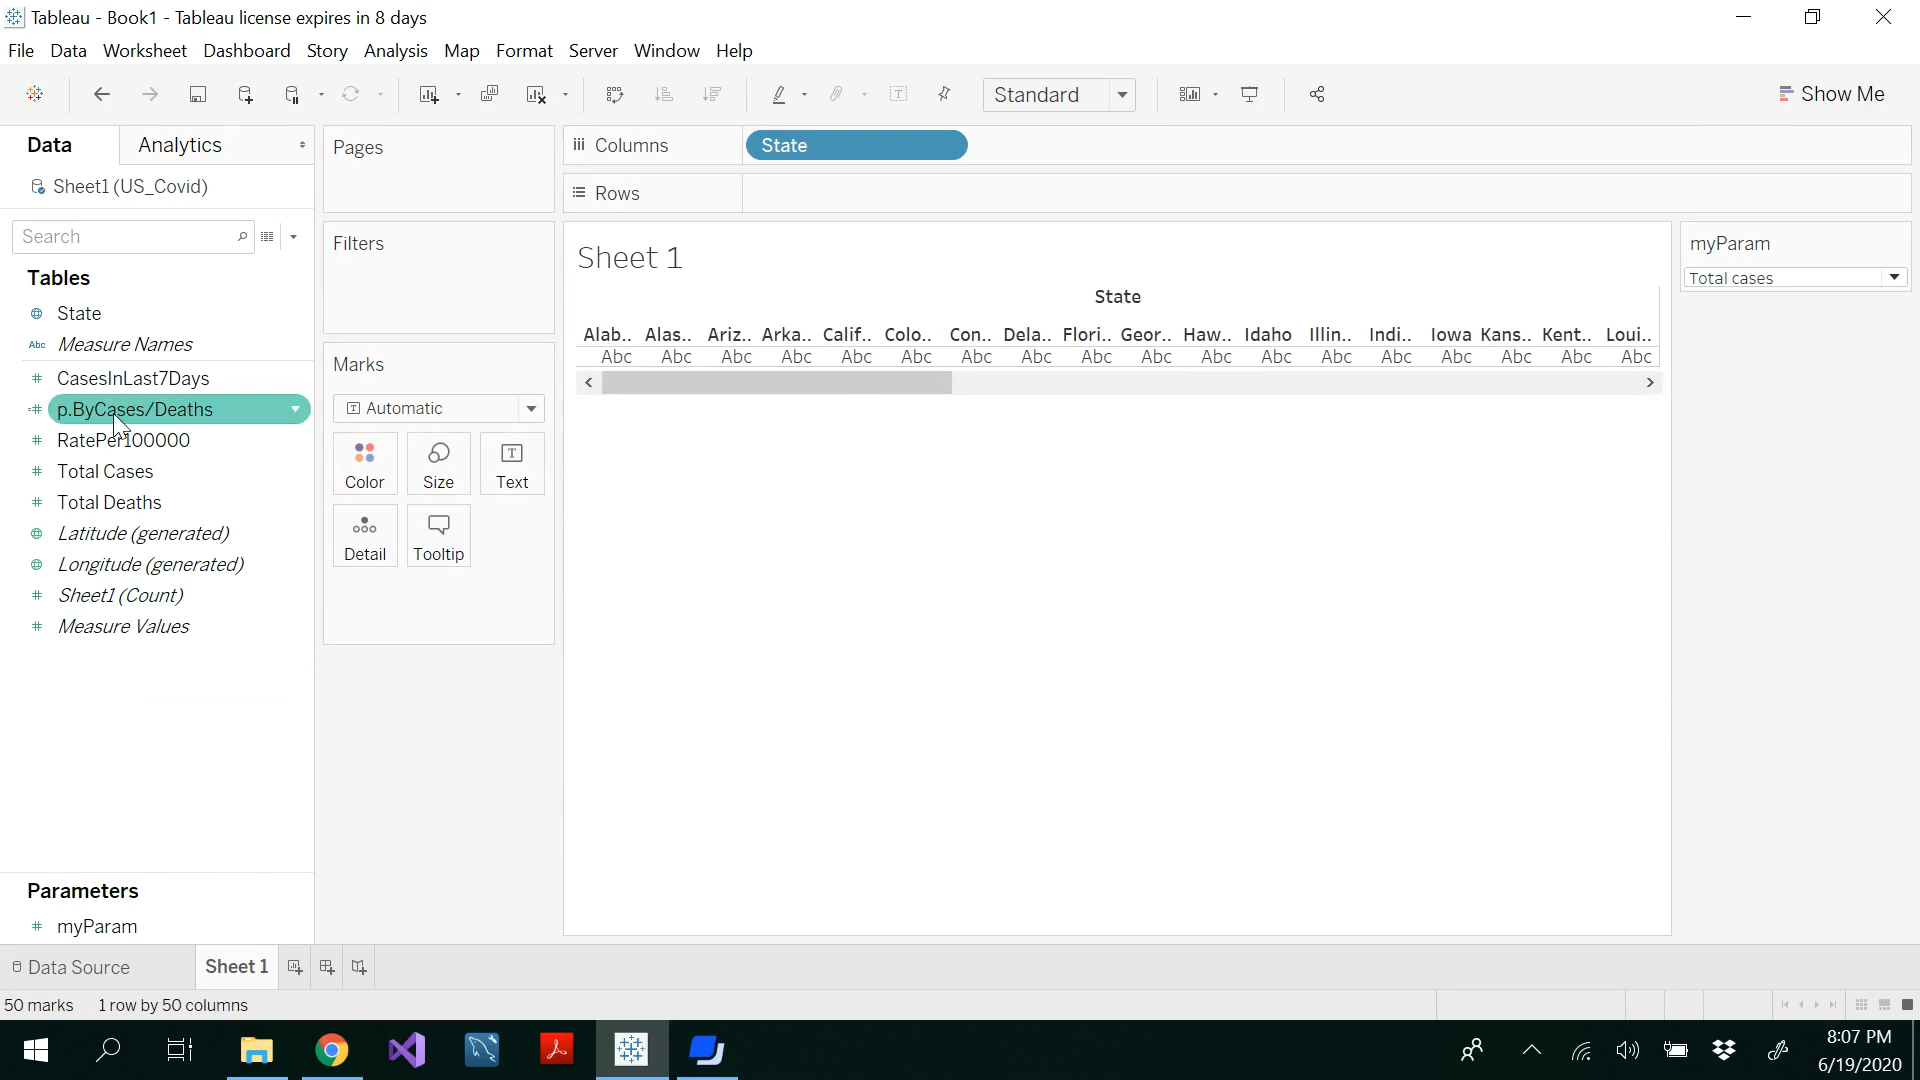 Tableau - Book1 - Tableau license expires in 8 days
File Data Worksheet Dashboard Story Analysis Map Format Server Window Help
Standard
Show Me
Data
Analytics
Sheet1 (US_Covid)
Search
Tables
State
Abc Measure Names
CasesInLast7Days
p.ByCases/Deaths
RatePer100000
Total Cases
Total Deaths
Latitude (generated)
Longitude (generated)
Sheet1 (Count)
Measure Values
Parameters
myParam
Pages
Filters
Marks
Automatic
Color
Size
Text
Detail
Tooltip
Columns
State
Rows
Sheet 1
State
Alab.. Alas.. Ariz.. Arka.. Calif.. Colo.. Con.. Dela.. Flori.. Geor.. Haw.. Idaho Illin.. Indi.. Iowa Kans.. Kent.. Loui..
Abc Abc Abc Abc Abc Abc Abc Abc Abc Abc Abc Abc Abc Abc Abc Abc Abc Abc
myParam
Total cases
Data Source
Sheet 1
50 marks 1 row by 50 columns
8:07 PM
6/19/2020